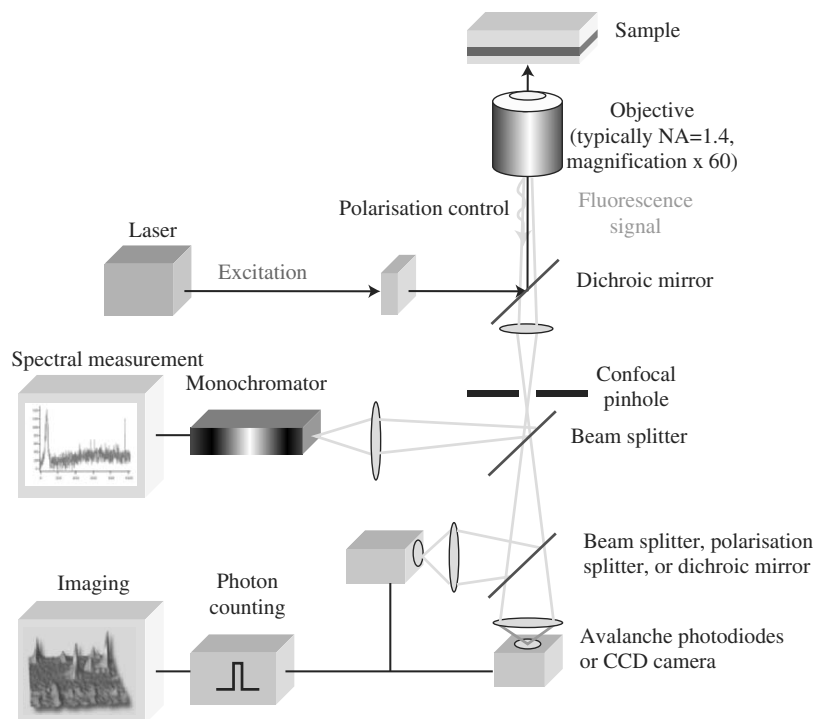 Sample
Objective
(typically NA=1.4,
magnification x 60)
Polarisation control
Fluorescence
signal
Laser
Excitation
Dichroic mirror
Spectral measurement
Monochromator
Confocal
pinhole
Beam splitter
Beam splitter, polarisation
splitter, or dichroic mirror
Imaging
Photon
counting
Avalanche photodiodes
or CCD camera